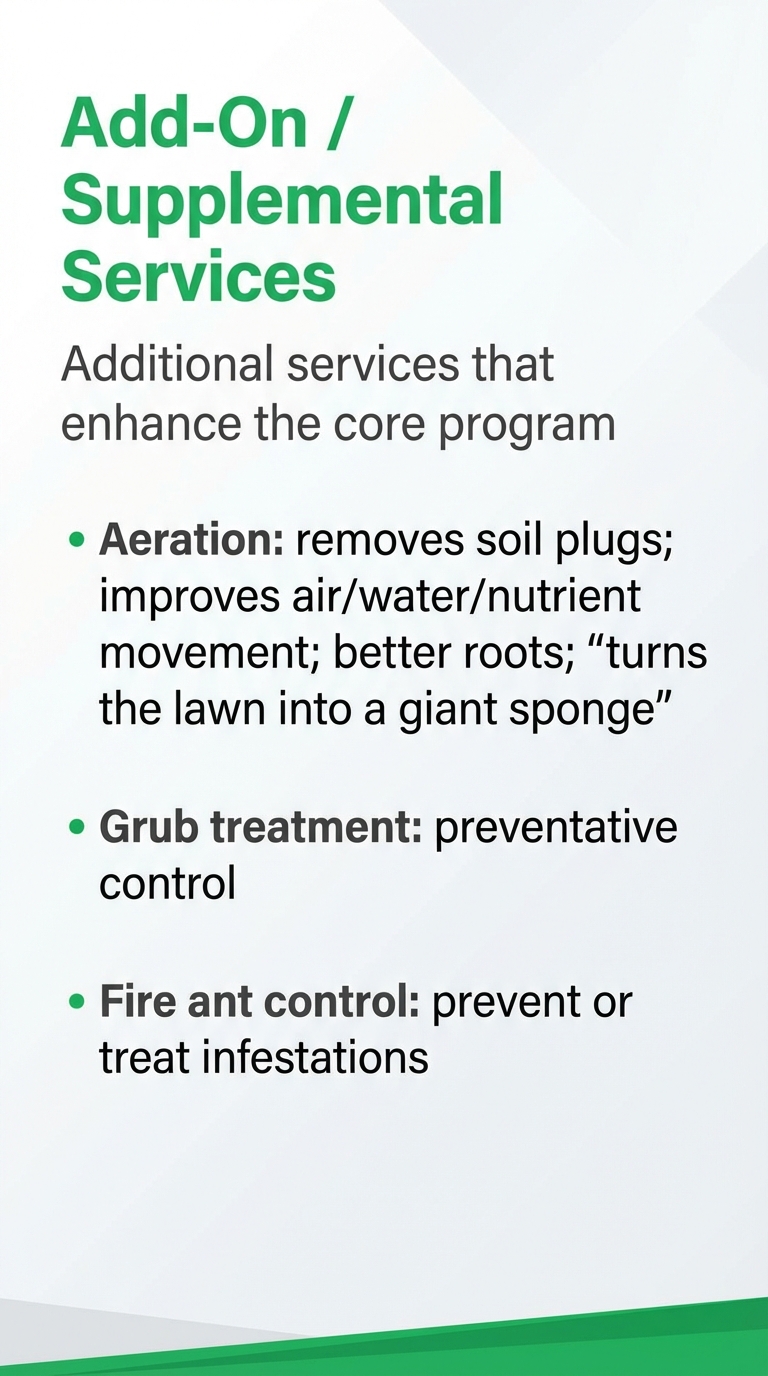 Add-On /
Supplemental
Services
Additional services that
enhance the core program
• Aeration: removes soil plugs;
improves air/water/nutrient
movement; better roots; “turns
the lawn into a giant sponge”
• Grub treatment: preventative
control
• Fire ant control: prevent or
treat infestations